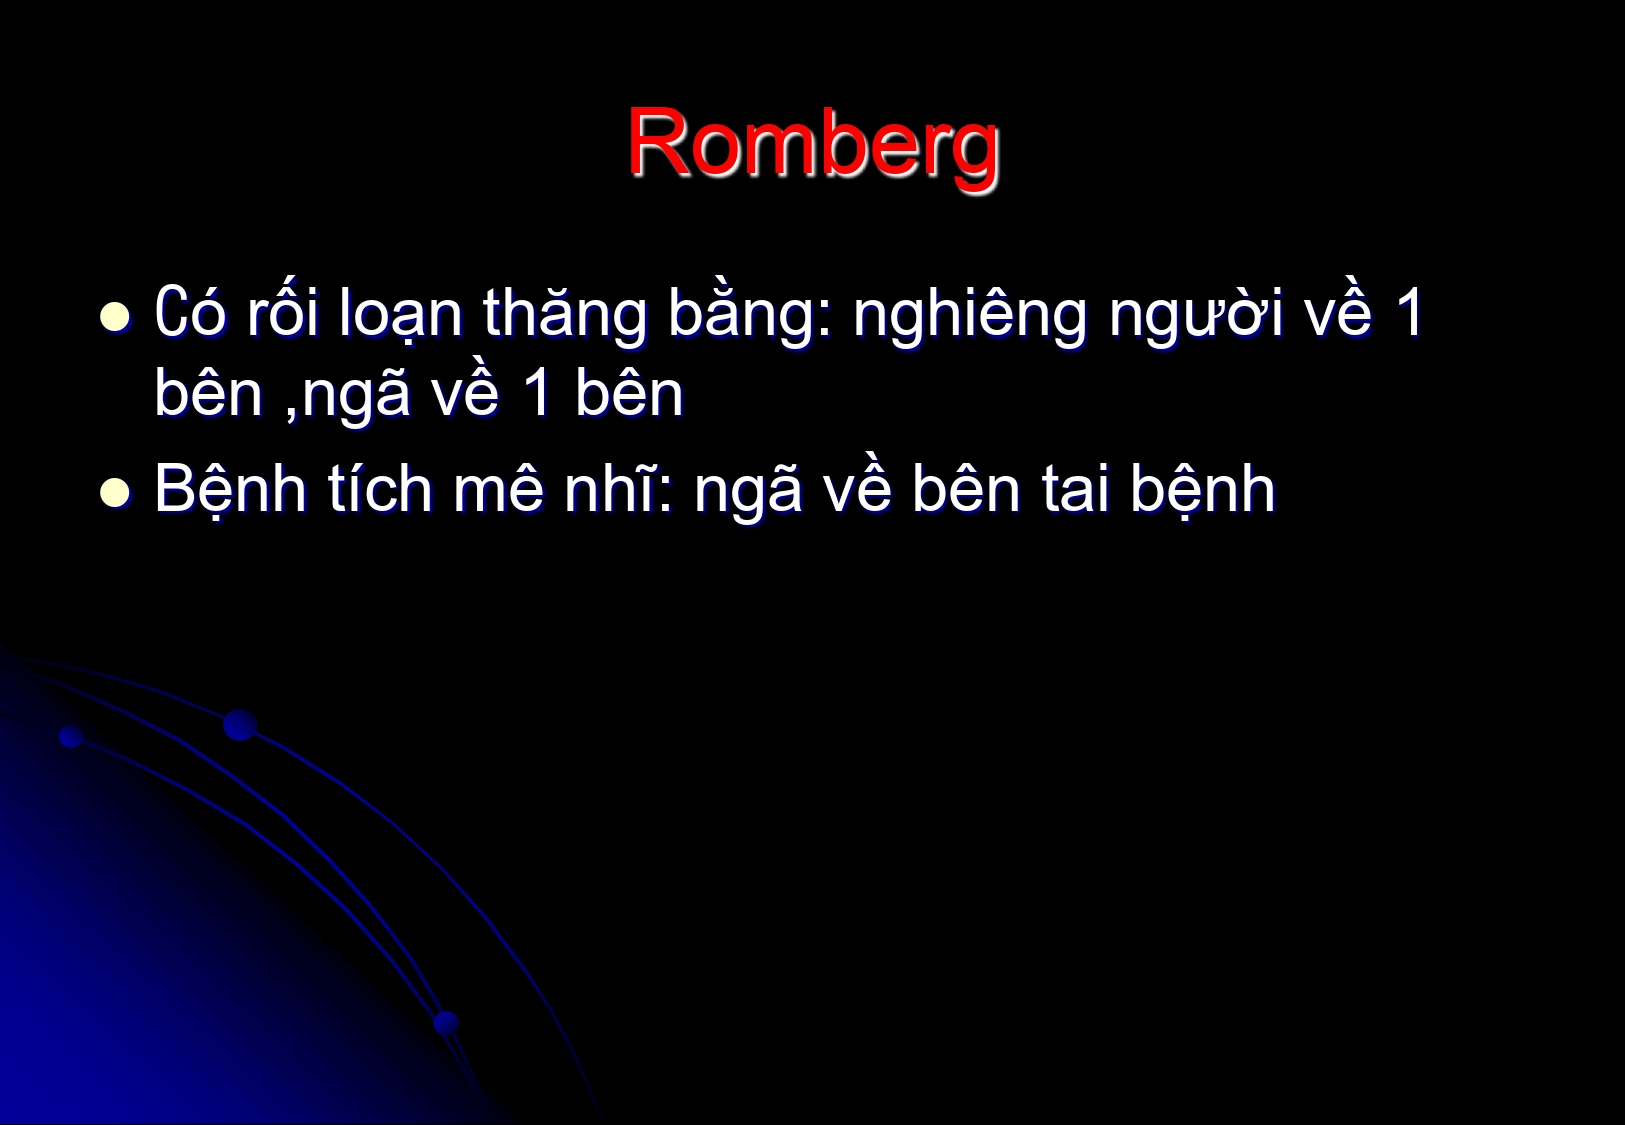 Romberg
Có rối loạn thăng bằng: nghiêng người về 1
bên ,ngã về 1 bên
Bệnh tích mê nhĩ: ngã về bên tai bệnh